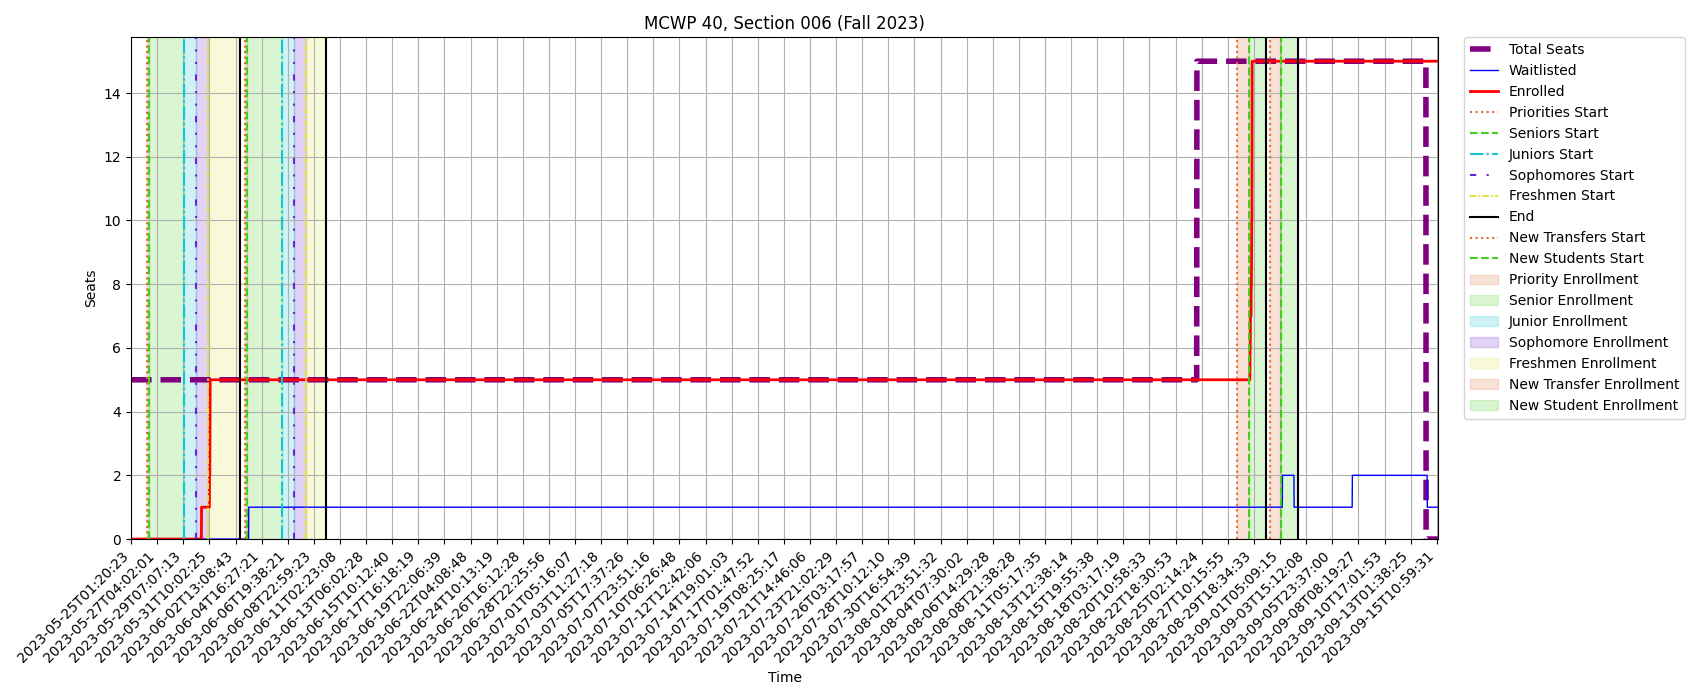 MCWP 40, Section 006 (Fall 2023)
Seats
14
12
10
8
6
4
2
0
2023-05-25T01:20:23
2023-05-27T04:02:01
2023-05-29T07:07:13
2023-05-31T10:02:25
2023-06-02T13:08:43
2023-06-04T16:27:21
2023-06-06T19:38:21
2023-06-08T22:59:23
2023-06-11T02:23:08
2023-06-13T06:02:28
2023-06-15T10:12:40
2023-06-17T16:18:19
2023-06-19T22:06:39
2023-06-22T04:08:48
2023-06-24T10:13:19
2023-06-26T16:12:28
2023-06-28T22:25:56
2023-07-01T05:16:07
2023-07-03T11:27:18
2023-07-05T17:37:26
2023-07-07T23:51:16
2023-07-10T06:26:48
2023-07-12T12:42:06
2023-07-14T19:01:03
2023-07-17T01:47:52
2023-07-19T08:25:17
2023-07-21T14:46:06
2023-07-23T21:02:29
2023-07-26T03:17:57
2023-07-28T10:12:10
2023-07-30T16:54:39
2023-08-01T23:51:32
2023-08-04T07:30:02
2023-08-06T14:29:28
2023-08-08T21:38:28
2023-08-11T05:17:35
2023-08-13T12:38:14
2023-08-15T19:55:38
2023-08-18T03:17:19
2023-08-20T10:58:33
2023-08-22T18:30:53
2023-08-25T02:14:24
2023-08-27T10:15:55
2023-08-29T18:34:33
2023-09-01T05:09:15
2023-09-03T15:12:08
2023-09-05T23:37:00
2023-09-08T08:19:27
2023-09-10T17:01:53
2023-09-13T01:38:25
2023-09-15T10:59:31
Time
Total Seats
Waitlisted
Enrolled
Priorities Start
Seniors Start
Juniors Start
Sophomores Start
Freshmen Start
End
New Transfers Start
New Students Start
Priority Enrollment
Senior Enrollment
Junior Enrollment
Sophomore Enrollment
Freshmen Enrollment
New Transfer Enrollment
New Student Enrollment